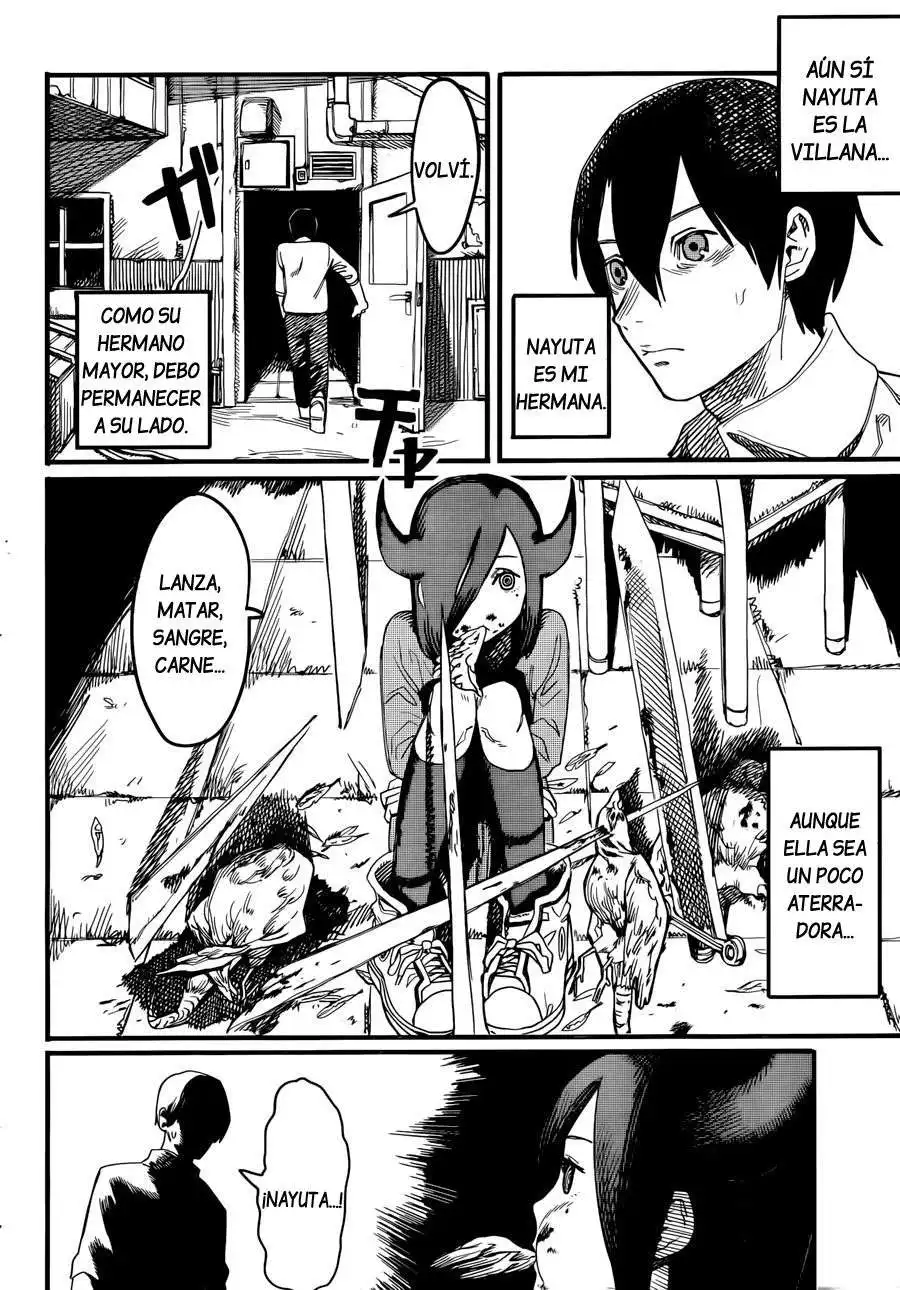 AÚN SÍ
NAYUTA
ES LA
VILLANA...
NAYUTA
ES MI
HERMANA.
VOLVÍ.
ガ
チャ
COMO SU
HERMANO
MAYOR, DEBO
PERMANECER
A SU LADO.
LANZA,
MATAR,
SANGRE,
CARNE...
AUNQUE
ELLA SEA
UN POCO
ATERRA-
DORA...
¡NAYUTA...!